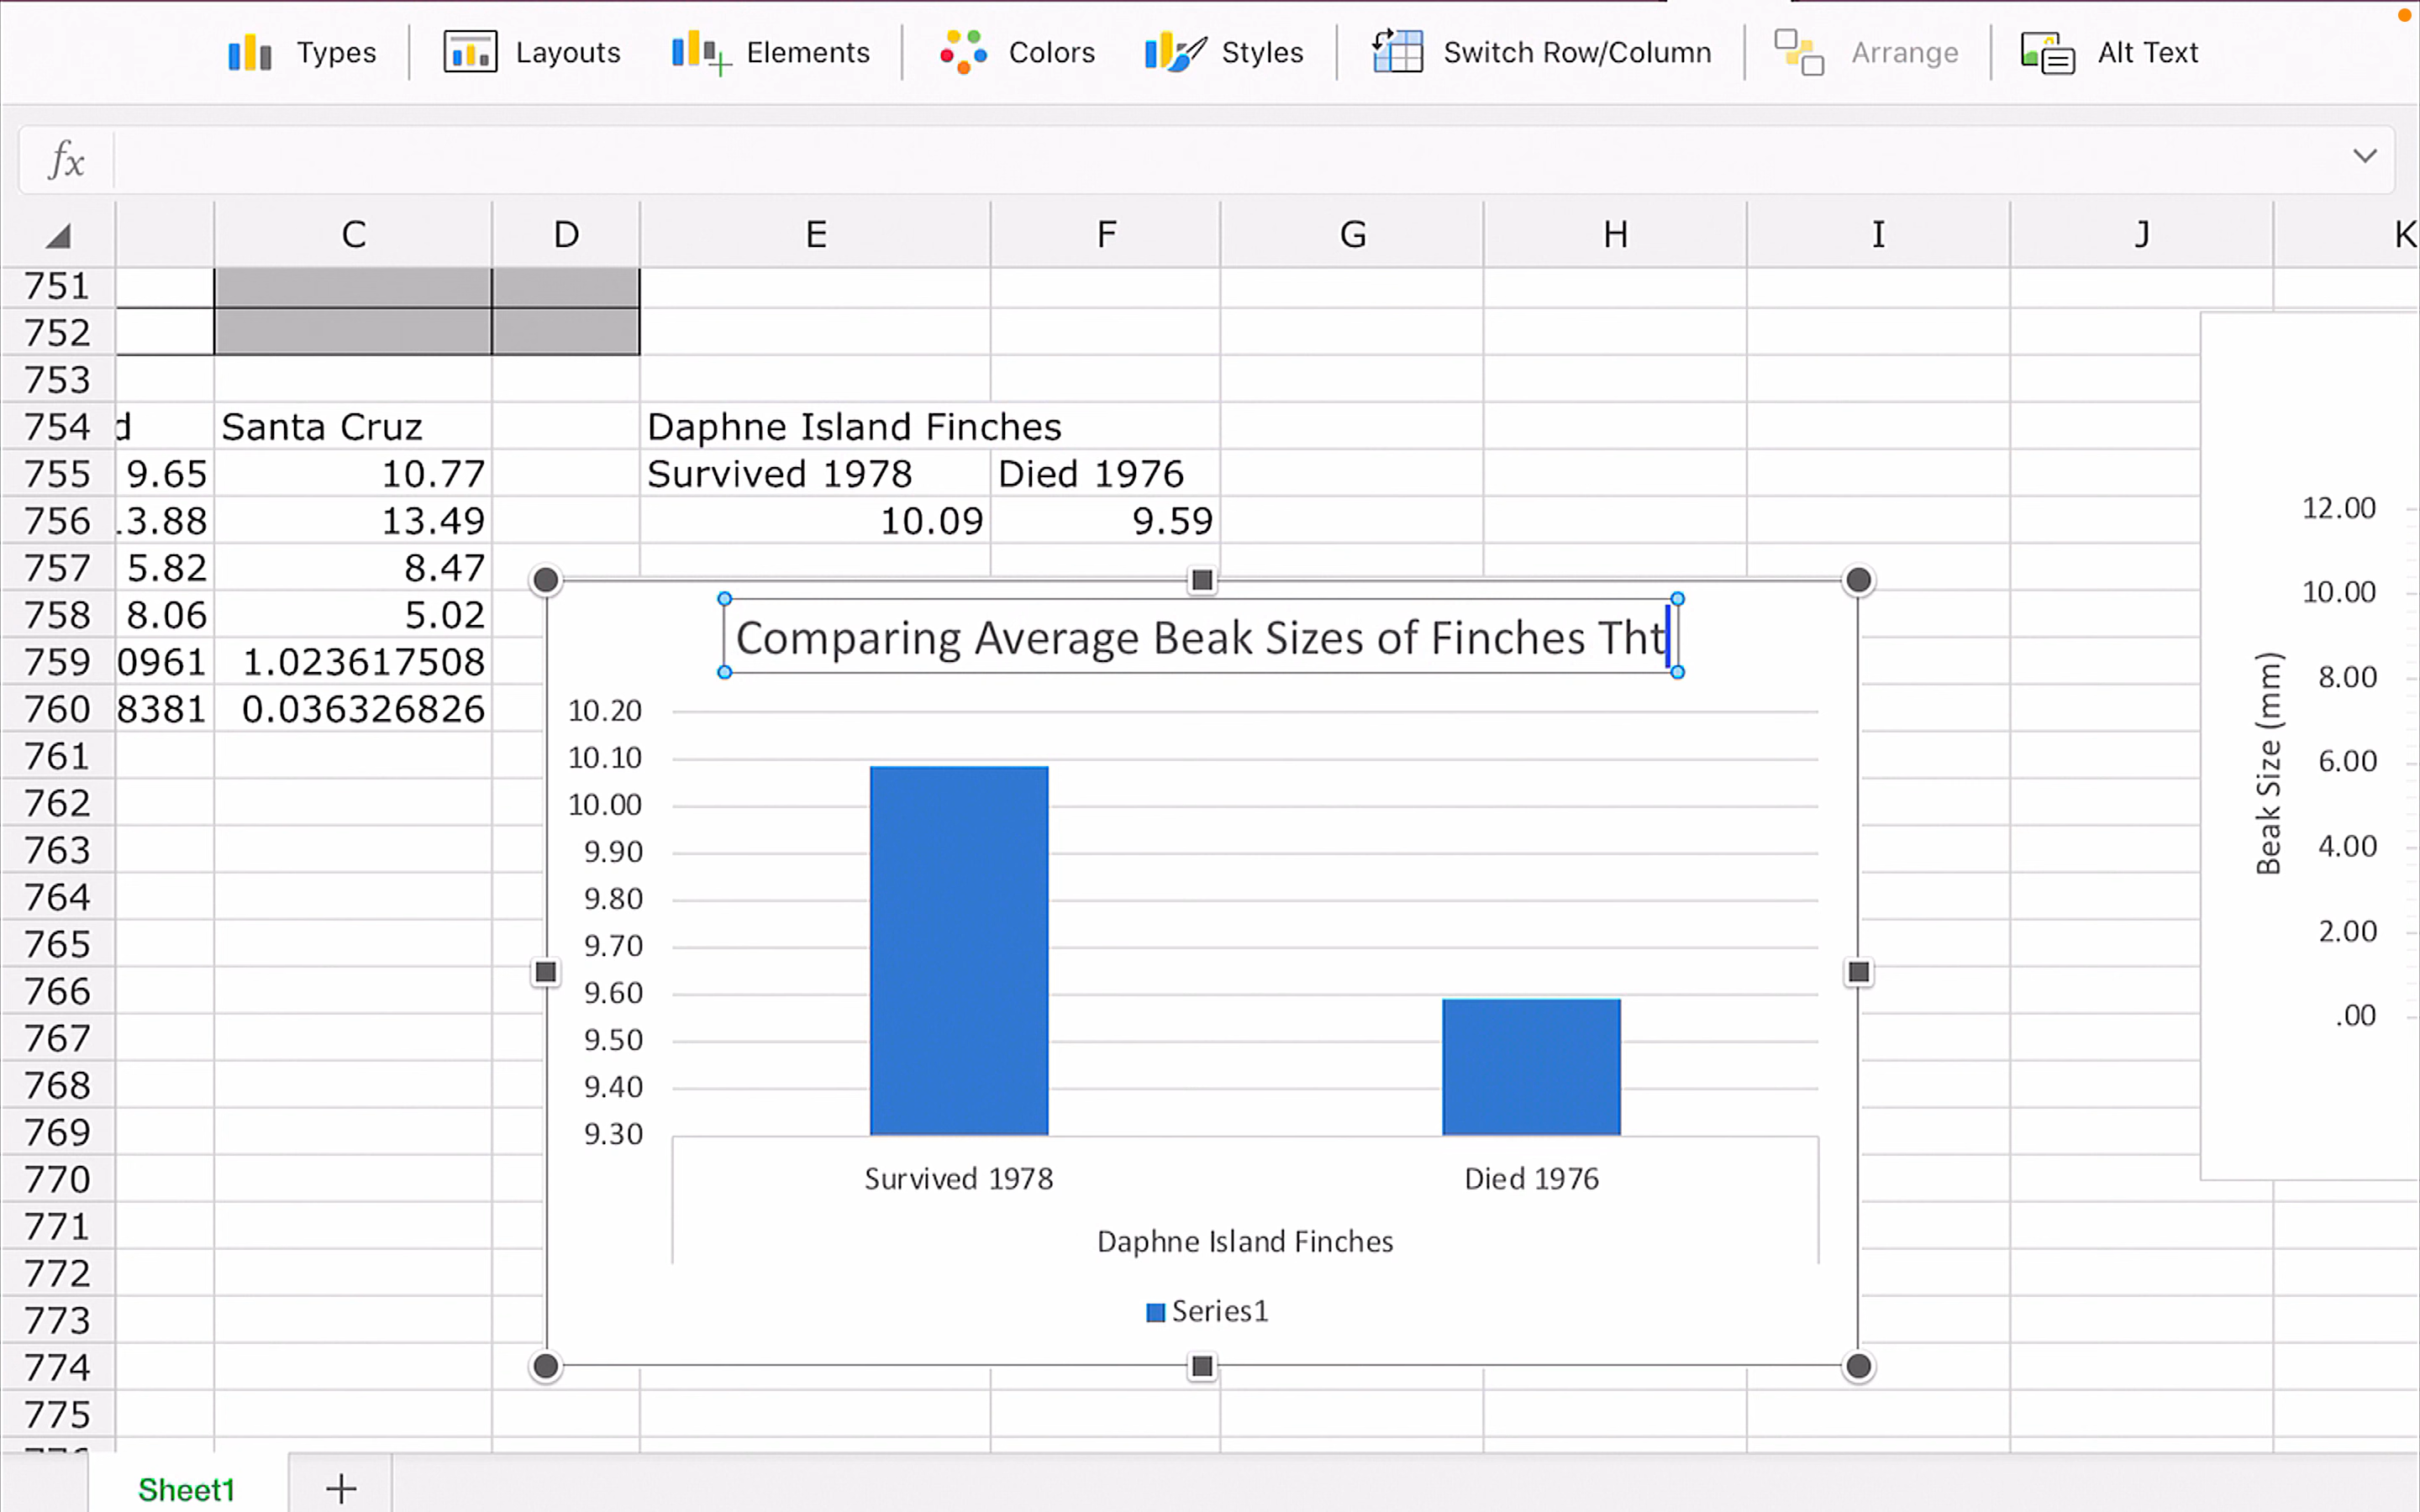 Types Layouts Elements Colors Styles Switch Row/Column Arrange Alt Text
fx
C D E F G H I J K
751
752
753
754 d Santa Cruz Daphne Island Finches
755 9.65 10.77 Survived 1978 Died 1976
756 .3.88 13.49 10.09 9.59
757 5.82 8.47
758 8.06 5.02
759 0961 1.023617508
760 8381 0.036326826
761
762
763
764
765
766
767
768
769
770
771
772
773
774
775
Comparing Average Beak Sizes of Finches Tht
10.20
10.10
10.00
9.90
9.80
9.70
9.60
9.50
9.40
9.30
Survived 1978 Died 1976
Daphne Island Finches
Series1
Beak Size (mm)
12.00
10.00
8.00
6.00
4.00
2.00
.00
Sheet1 +